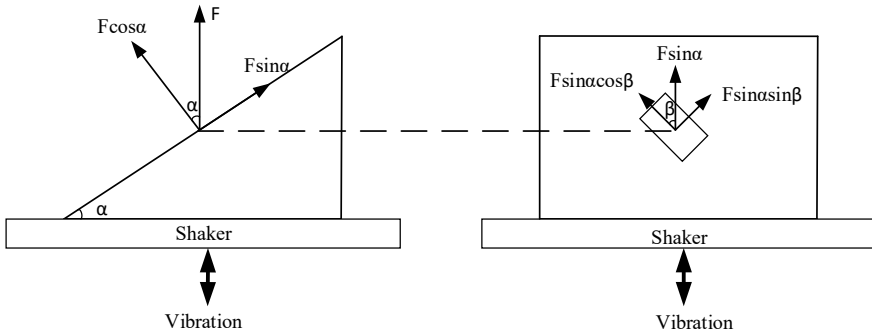 Fcosα
F
Fsinα
α
α
Shaker
Vibration
Fsinα
Fsinαcosβ
Fsinαsinβ
β
Shaker
Vibration